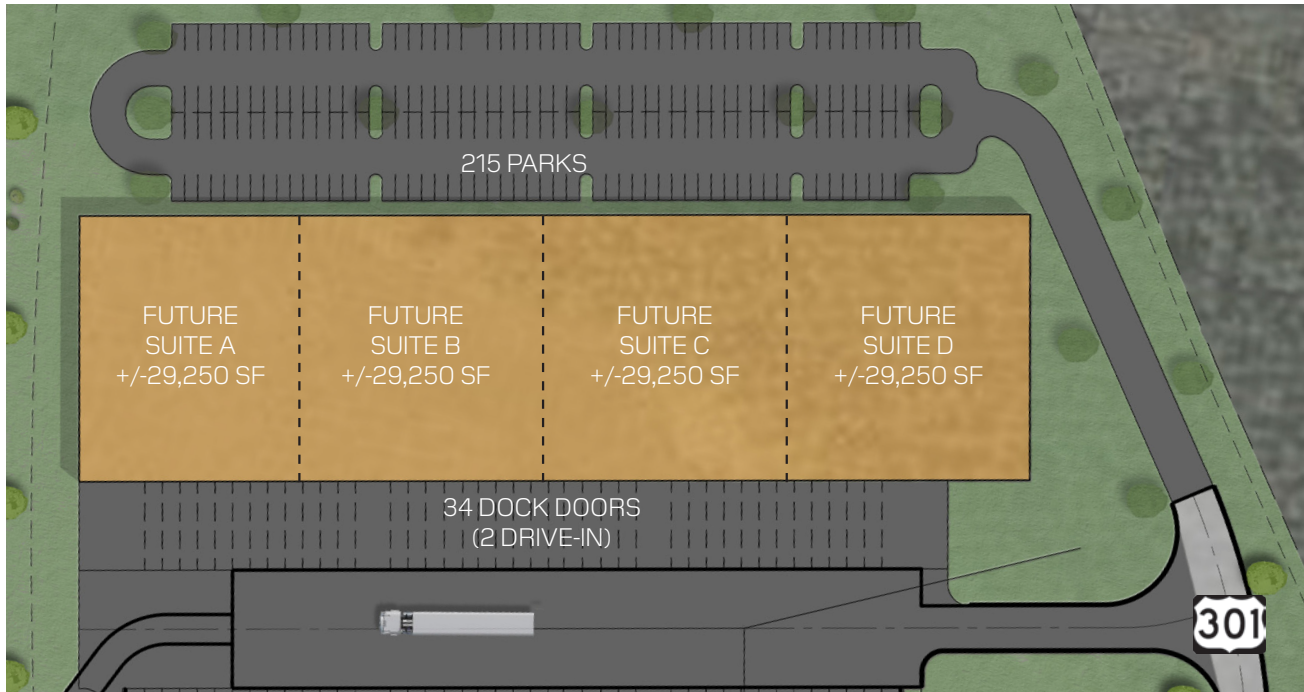 215 PARKS
FUTURE
SUITE A
+/-29,250 SF
FUTURE
SUITE B
+/-29,250 SF
FUTURE
SUITE C
+/-29,250 SF
FUTURE
SUITE D
+/-29,250 SF
34 DOCK DOORS
(2 DRIVE-IN)
301